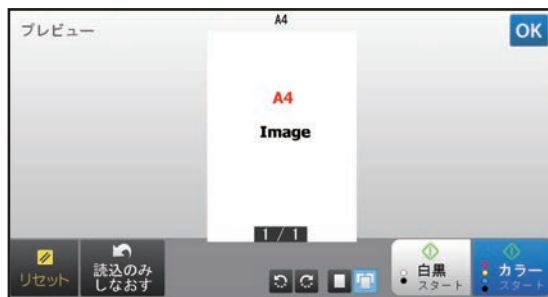 プレビュー
A4
OK
A4
Image
1 / 1
リセット
読込のみ
しなおす
白黒
スタート
カラー
スタート